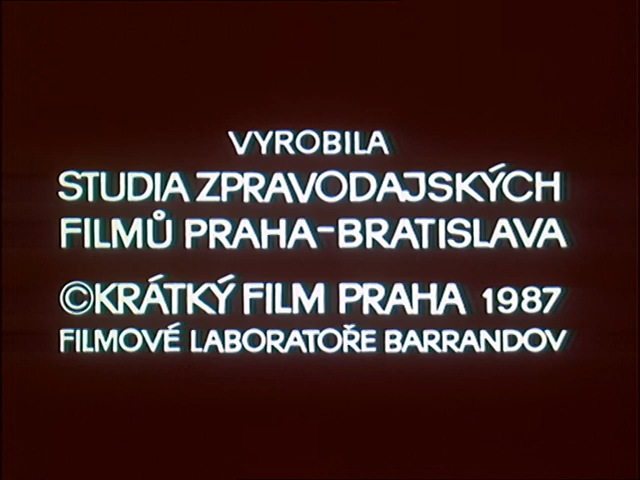 VYROBILA
STUDIA ZPRAVODAJSKÝCH
FILMŮ PRAHA-BRATISLAVA
©KRÁTKÝ FILM PRAHA 1987
FILMOVÉ LABORATOŘE BARRANDOV